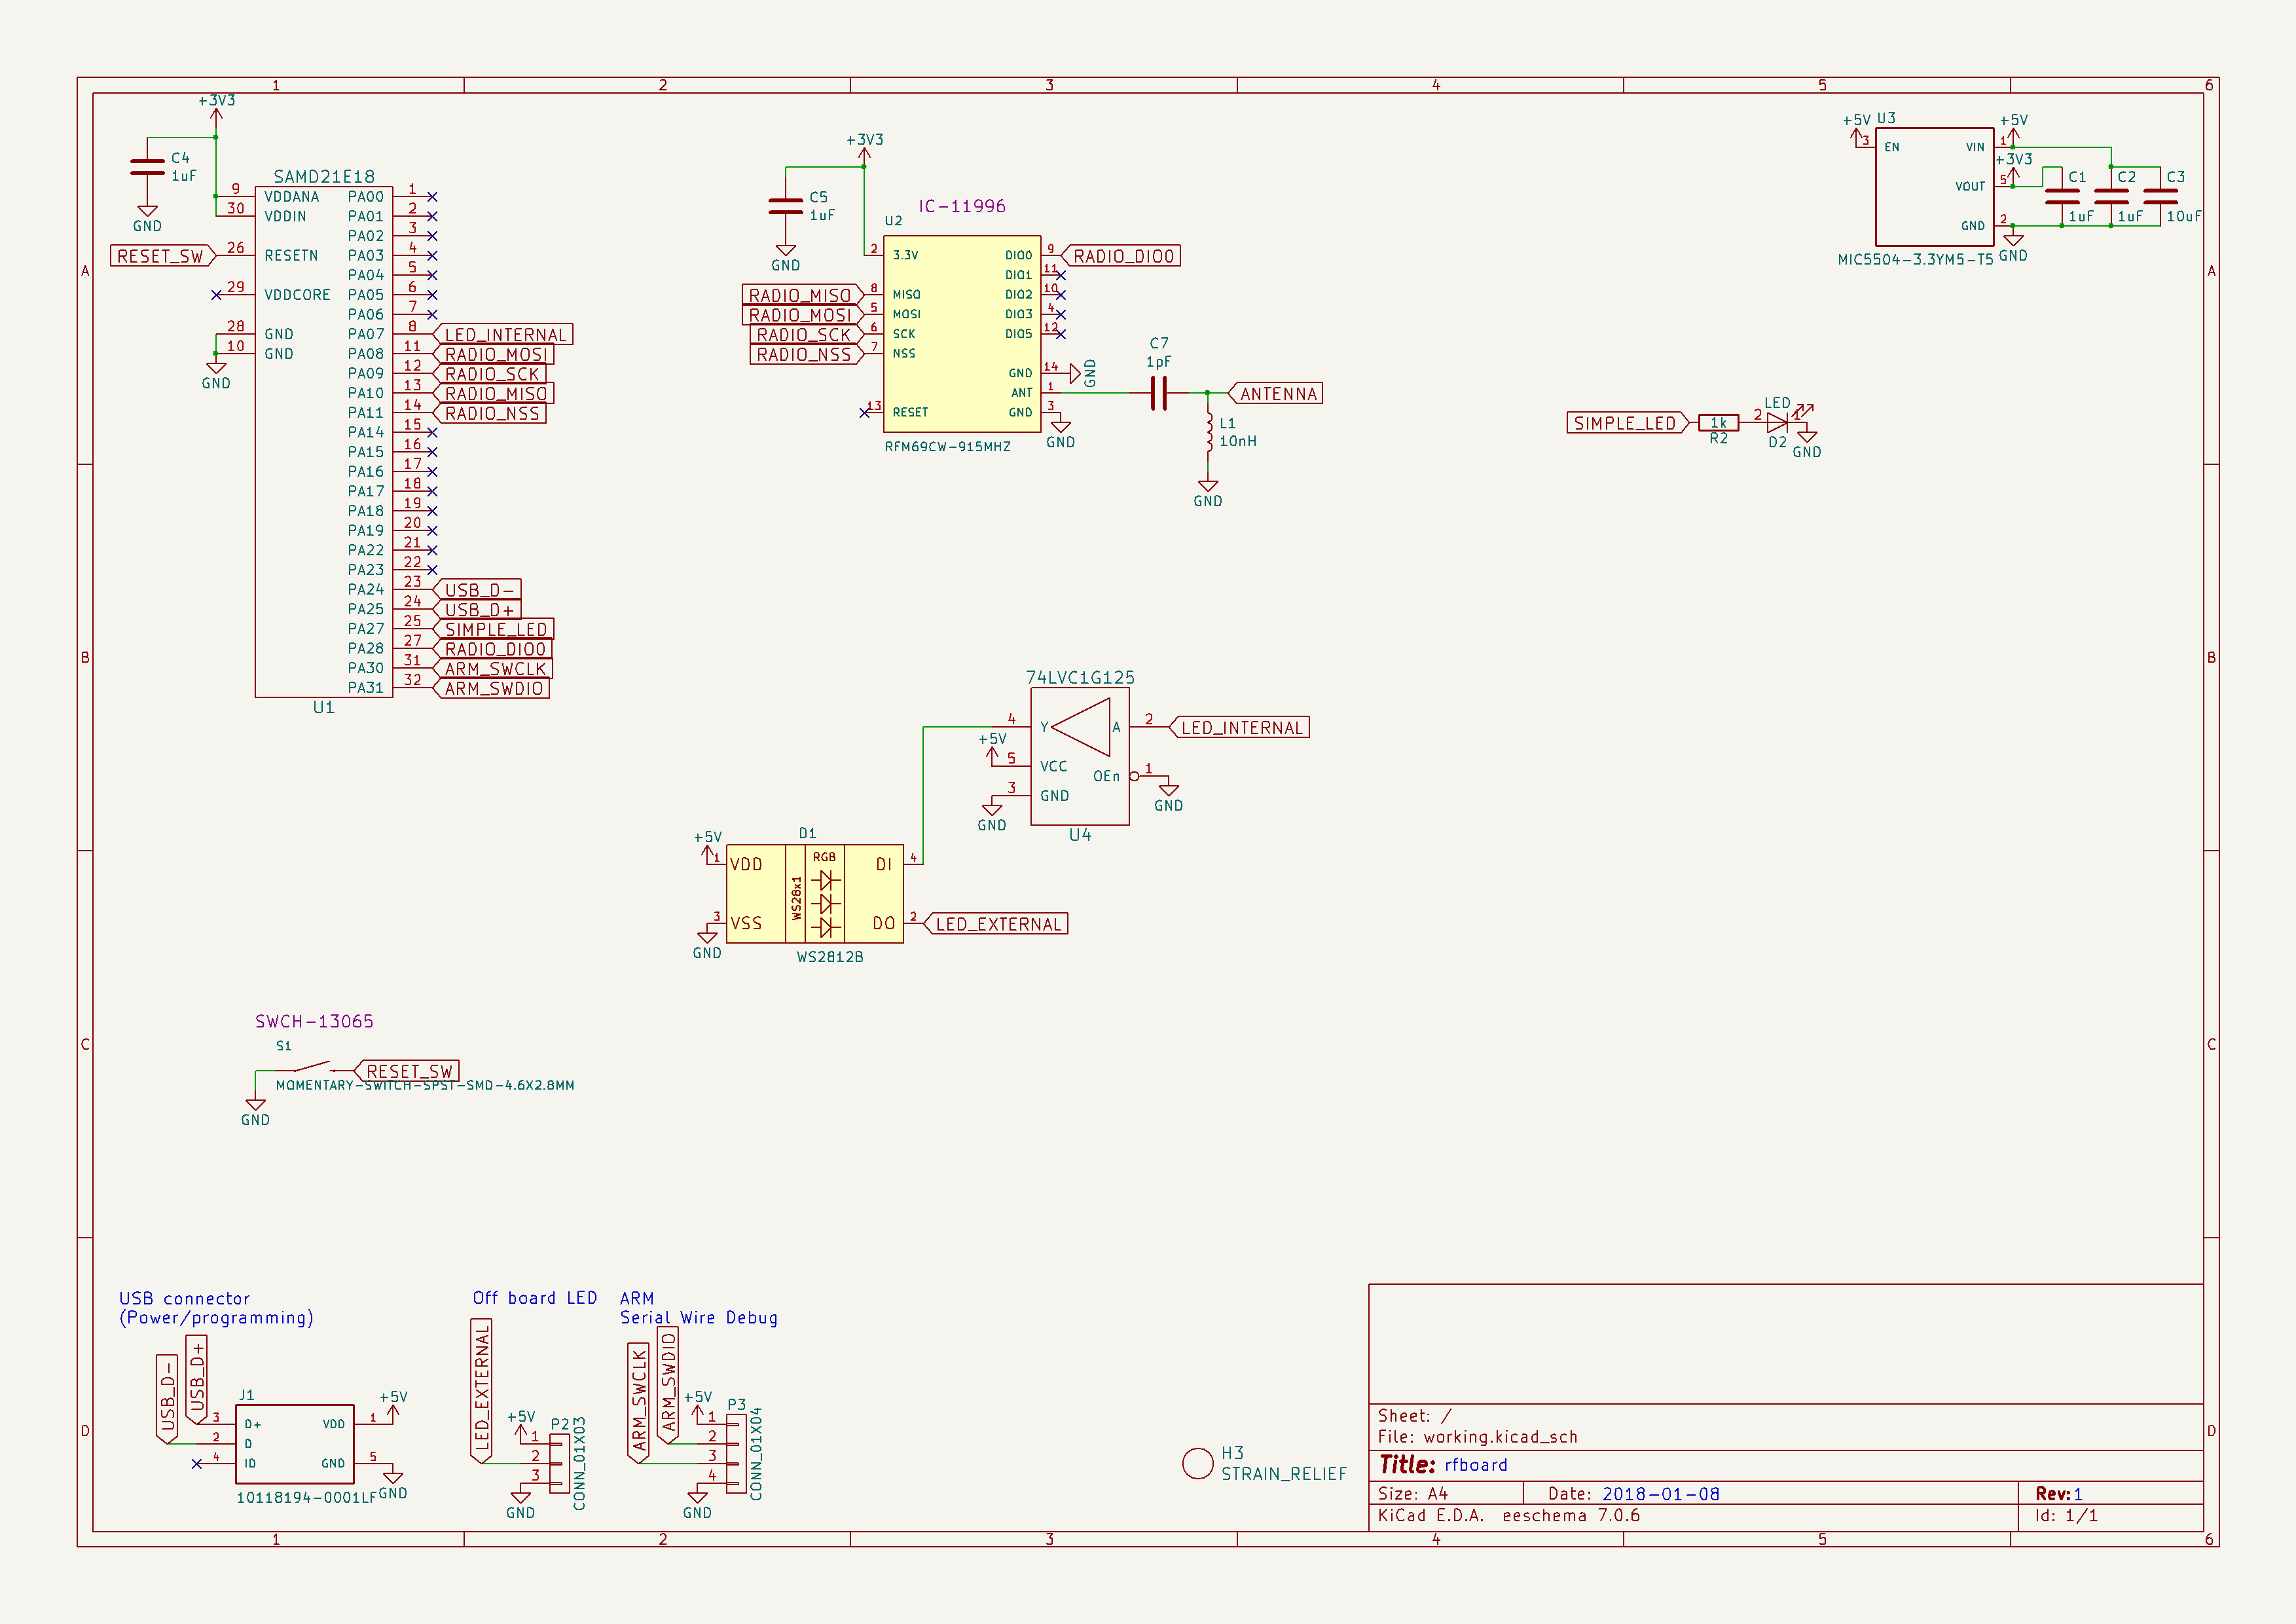 1 2 3 4 5 6
A
B
C
D
+3V3
C4
1uF
GND
SAMD21E18
9 VDDANA PA00 1
30 VDDIN PA01 2
PA02 3
RESET_SW 26 RESETN PA03 4
PA04 5
29 VDDCORE PA05 6
PA06 7
28 GND PA07 8 LED_INTERNAL
10 GND PA08 11 RADIO_MOSI
GND
PA09 12 RADIO_SCK
PA10 13 RADIO_MISO
PA11 14 RADIO_NSS
PA14 15
PA15 16
PA16 17
PA17 18
PA18 19
PA19 20
PA22 21
PA23 22
PA24 23 USB_D-
PA25 24 USB_D+
PA27 25 SIMPLE_LED
PA28 27 RADIO_DIO0
PA30 31 ARM_SWCLK
PA31 32 ARM_SWDIO
U1
+3V3
C5
1uF
GND
IC-11996
U2
2 3.3V DIO0 9 RADIO_DIO0
DIO1 11
RADIO_MISO 8 MISO DIO2 10
RADIO_MOSI 5 MOSI DIO3 4
RADIO_SCK 6 SCK DIO5 12
RADIO_NSS 7 NSS
GND 14 GND
ANT 1
13 RESET GND 3
GND
RFM69CW-915MHZ
C7
1pF
ANTENNA
L1
10nH
GND
+5V U3
3 EN VIN 1 +5V
+3V3
VOUT 5
GND 2
GND
MIC5504-3.3YM5-T5
C1
1uF
C2
1uF
C3
10uF
SIMPLE_LED
1k
R2
LED
2 1
D2
GND
74LVC1G125
4 Y A 2 LED_INTERNAL
+5V
5 VCC
OEn 1
GND
3 GND
GND
U4
+5V
D1
1 VDD RGB DI 4
WS28x1
3 VSS DO 2 LED_EXTERNAL
GND
WS2812B
SWCH-13065
S1
RESET_SW
MOMENTARY-SWITCH-SPST-SMD-4.6X2.8MM
GND
USB connector
(Power/programming)
USB_D-
USB_D+
J1
3 D+ VDD 1 +5V
2 D
4 ID GND 5
GND
10118194-0001LF
Off board LED
LED_EXTERNAL
+5V
P2
1
2
3
GND
CONN_01X03
ARM
Serial Wire Debug
ARM_SWCLK
ARM_SWDIO
+5V
P3
1
2
3
4
GND
CONN_01X04
H3
STRAIN_RELIEF
Sheet: /
File: working.kicad_sch
Title: rfboard
Size: A4 Date: 2018-01-08 Rev: 1
KiCad E.D.A. eeschema 7.0.6 Id: 1/1
A
B
C
D
1 2 3 4 5 6